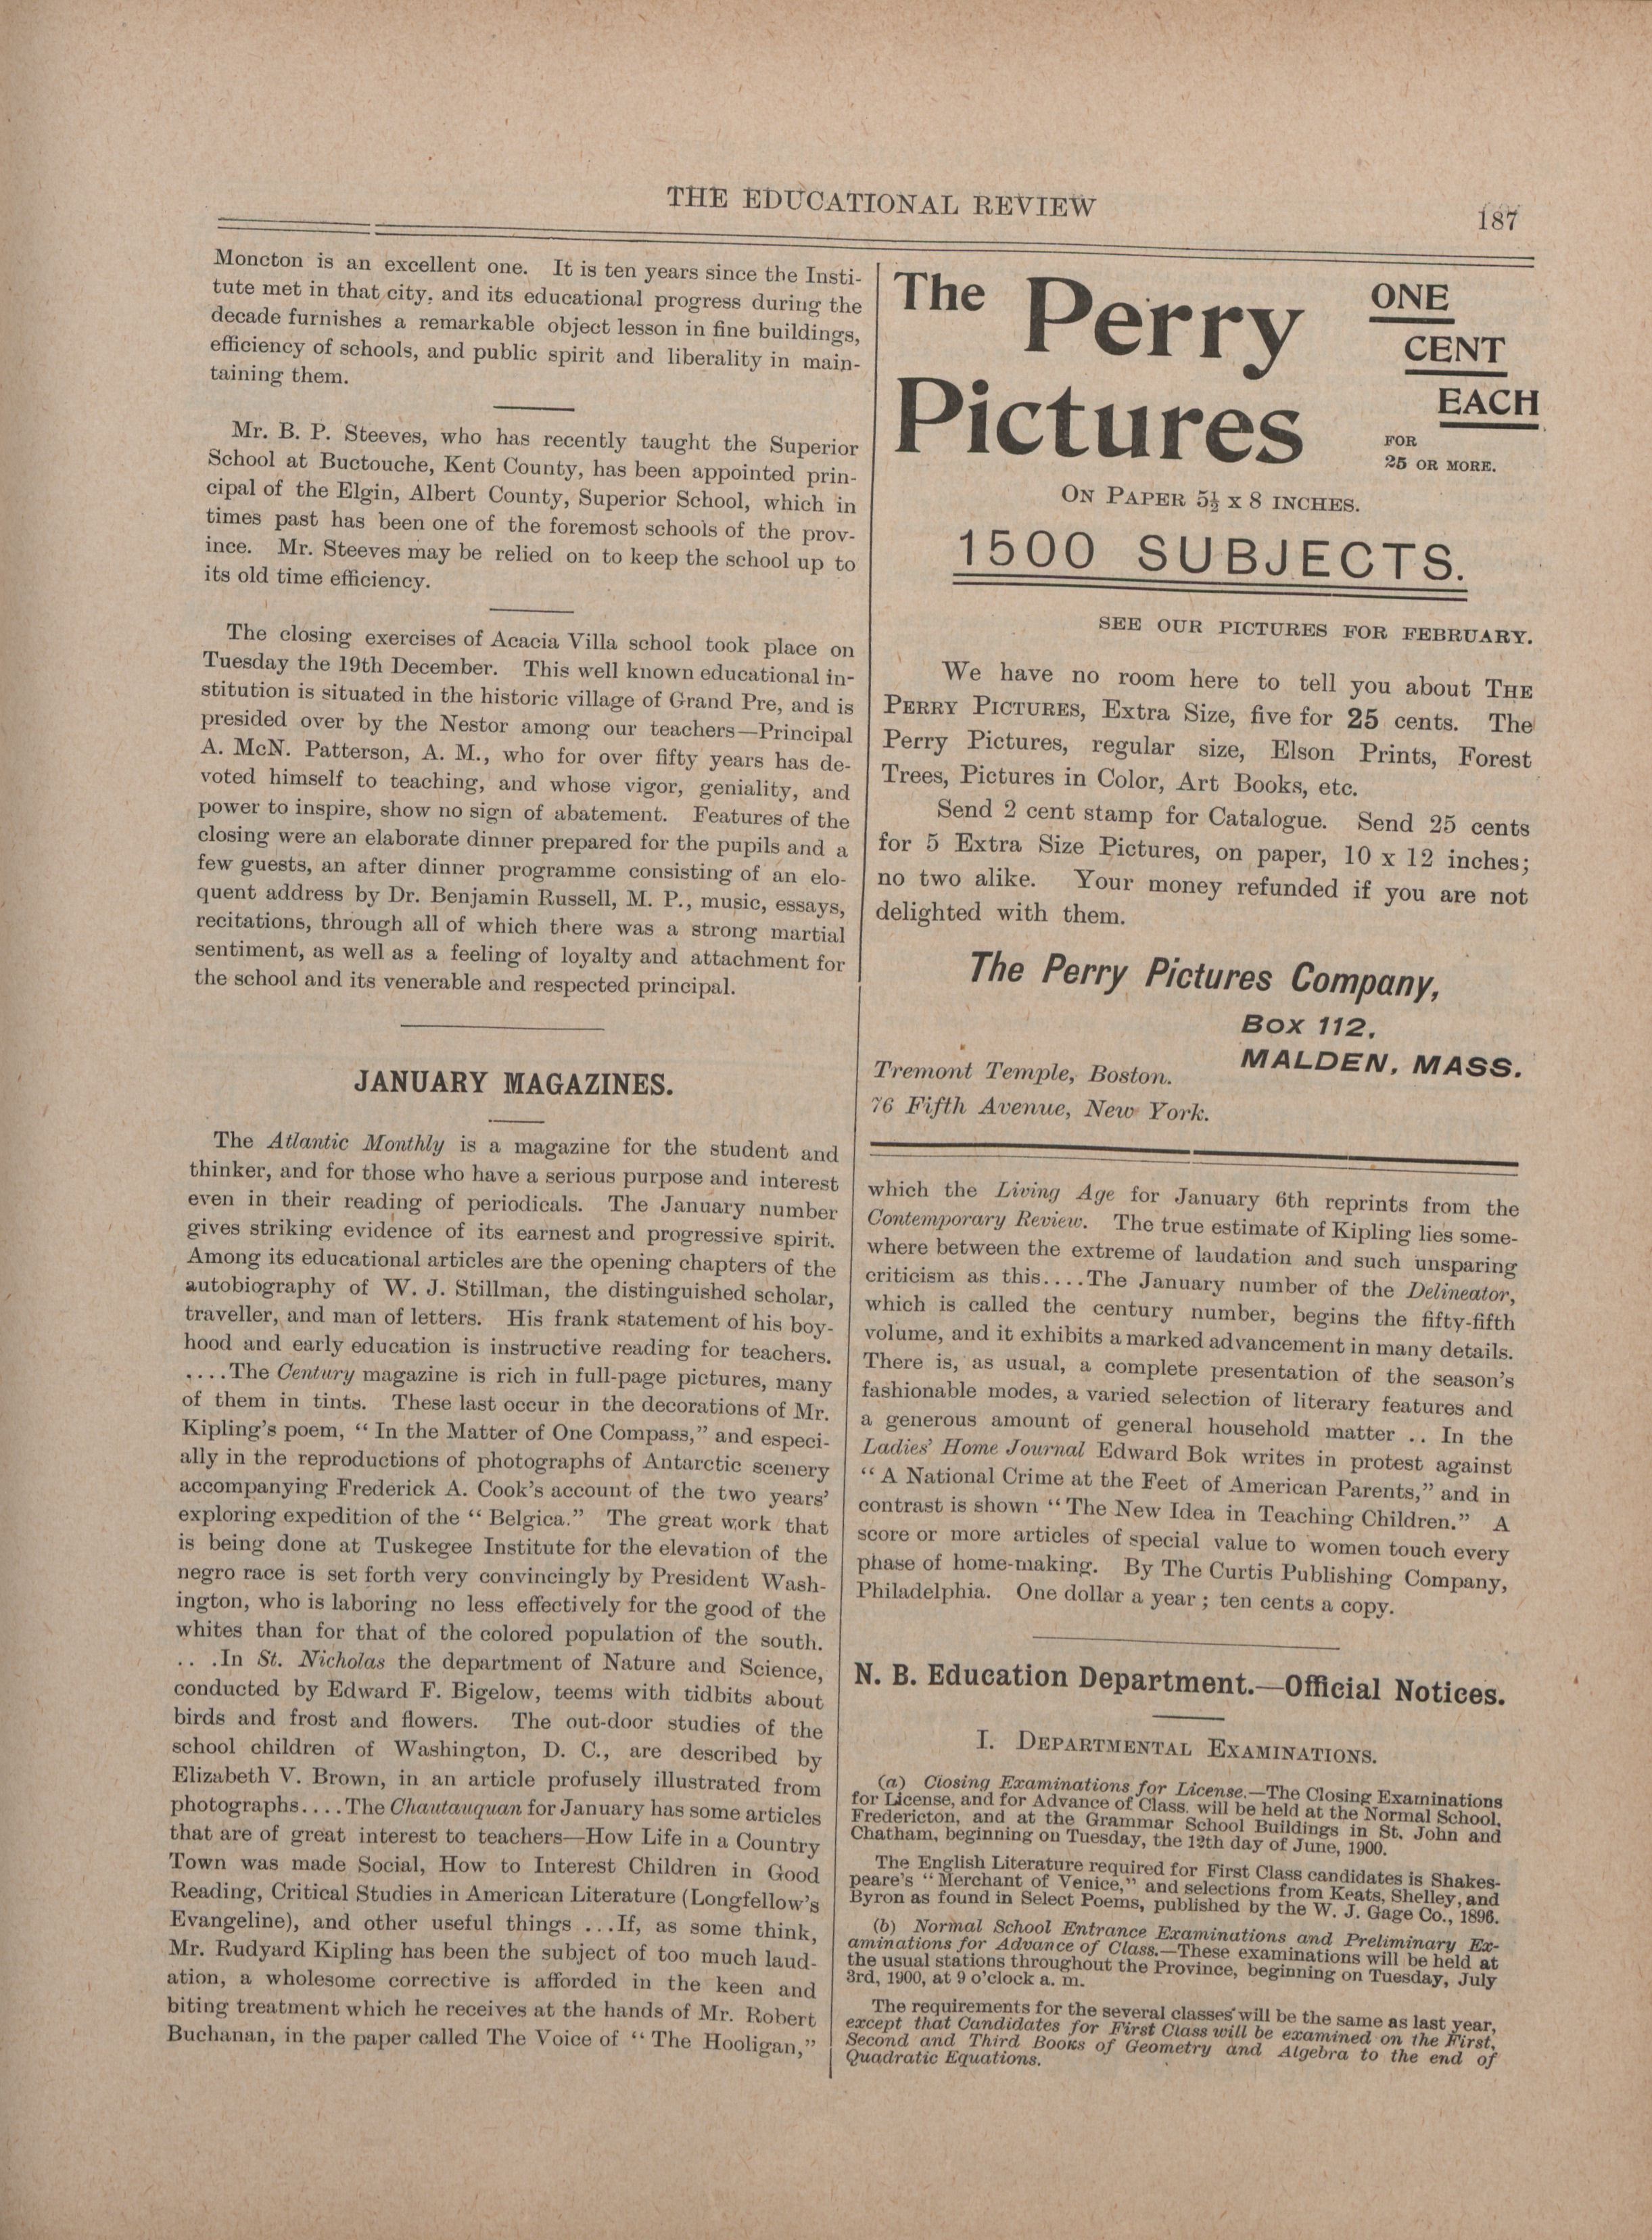 THE EDUCATIONAL REVIEW
187
Moncton is an excellent one. It is ten years since the Insti-
tute met in that city, and its educational progress during the
decade furnishes a remarkable object lesson in fine buildings,
efficiency of schools, and public spirit and liberality in main-
taining them.
Mr. B. P. Steeves, who has recently taught the Superior
School at Buctouche, Kent County, has been appointed prin-
cipal of the Elgin, Albert County, Superior School, which in
times past has been one of the foremost schools of the prov-
ince. Mr. Steeves may be relied on to keep the school up to
its old time efficiency.
The closing exercises of Acacia Villa school took place on
Tuesday the 19th December. This well known educational in-
stitution is situated in the historic village of Grand Pre, and is
presided over by the Nestor among our teachers—Principal
A. McN. Patterson, A. M., who for over fifty years has de-
voted himself to teaching, and whose vigor, geniality, and
power to inspire, show no sign of abatement. Features of the
closing were an elaborate dinner prepared for the pupils and a
few guests, an after dinner programme consisting of an elo-
quent address by Dr. Benjamin Russell, M. P., music, essays,
recitations, through all of which there was a strong martial
sentiment, as well as a feeling of loyalty and attachment for
the school and its venerable and respected principal.
JANUARY MAGAZINES.
The Atlantic Monthly is a magazine for the student and
thinker, and for those who have a serious purpose and interest
even in their reading of periodicals. The January number
gives striking evidence of its earnest and progressive spirit.
Among its educational articles are the opening chapters of the
autobiography of W. J. Stillman, the distinguished scholar,
traveller, and man of letters. His frank statement of his boy-
hood and early education is instructive reading for teachers.
....The Century magazine is rich in full-page pictures, many
of them in tints. These last occur in the decorations of Mr.
Kipling's poem, "In the Matter of One Compass," and especi-
ally in the reproductions of photographs of Antarctic scenery
accompanying Frederick A. Cook's account of the two years'
exploring expedition of the "Belgica." The great work that
is being done at Tuskegee Institute for the elevation of the
negro race is set forth very convincingly by President Wash-
ington, who is laboring no less effectively for the good of the
whites than for that of the colored population of the south.
.. .In St. Nicholas the department of Nature and Science,
conducted by Edward F. Bigelow, teems with tidbits about
birds and frost and flowers. The out-door studies of the
school children of Washington, D. C., are described by
Elizabeth V. Brown, in an article profusely illustrated from
photographs....The Chautauquan for January has some articles
that are of great interest to teachers—How Life in a Country
Town was made Social, How to Interest Children in Good
Reading, Critical Studies in American Literature (Longfellow's
Evangeline), and other useful things ...If, as some think,
Mr. Rudyard Kipling has been the subject of too much laud-
ation, a wholesome corrective is afforded in the keen and
biting treatment which he receives at the hands of Mr. Robert
Buchanan, in the paper called The Voice of "The Hooligan,"
The Perry
Pictures
ONE
CENT
EACH
FOR
25 OR MORE.
ON PAPER 5½ x 8 INCHES.
1500 SUBJECTS.
SEE OUR PICTURES FOR FEBRUARY.
We have no room here to tell you about THE
PERRY PICTURES, Extra Size, five for 25 cents. The
Perry Pictures, regular size, Elson Prints, Forest
Trees, Pictures in Color, Art Books, etc.
Send 2 cent stamp for Catalogue. Send 25 cents
for 5 Extra Size Pictures, on paper, 10 x 12 inches;
no two alike. Your money refunded if you are not
delighted with them.
The Perry Pictures Company,
Box 112,
MALDEN, MASS.
Tremont Temple, Boston.
76 Fifth Avenue, New York.
which the Living Age for January 6th reprints from the
Contemporary Review. The true estimate of Kipling lies some-
where between the extreme of laudation and such unsparing
criticism as this....The January number of the Delineator,
which is called the century number, begins the fifty-fifth
volume, and it exhibits a marked advancement in many details.
There is, as usual, a complete presentation of the season's
fashionable modes, a varied selection of literary features and
a generous amount of general household matter .. In the
Ladies' Home Journal Edward Bok writes in protest against
"A National Crime at the Feet of American Parents," and in
contrast is shown "The New Idea in Teaching Children." A
score or more articles of special value to women touch every
phase of home-making. By The Curtis Publishing Company,
Philadelphia. One dollar a year; ten cents a copy.
N. B. Education Department.—Official Notices.
I. DEPARTMENTAL EXAMINATIONS.
(a) Closing Examinations for License.—The Closing Examinations
for License, and for Advance of Class, will be held at the Normal School,
Fredericton, and at the Grammar School Buildings in St. John and
Chatham, beginning on Tuesday, the 12th day of June, 1900.
The English Literature required for First Class candidates is Shakes-
peare's "Merchant of Venice," and selections from Keats, Shelley, and
Byron as found in Select Poems, published by the W. J. Gage Co., 1896.
(b) Normal School Entrance Examinations and Preliminary Ex-
aminations for Advance of Class.—These examinations will be held at
the usual stations throughout the Province, beginning on Tuesday, July
3rd, 1900, at 9 o'clock a. m.
The requirements for the several classes will be the same as last year,
except that Candidates for First Class will be examined on the First,
Second and Third Books of Geometry and Algebra to the end of
Quadratic Equations.